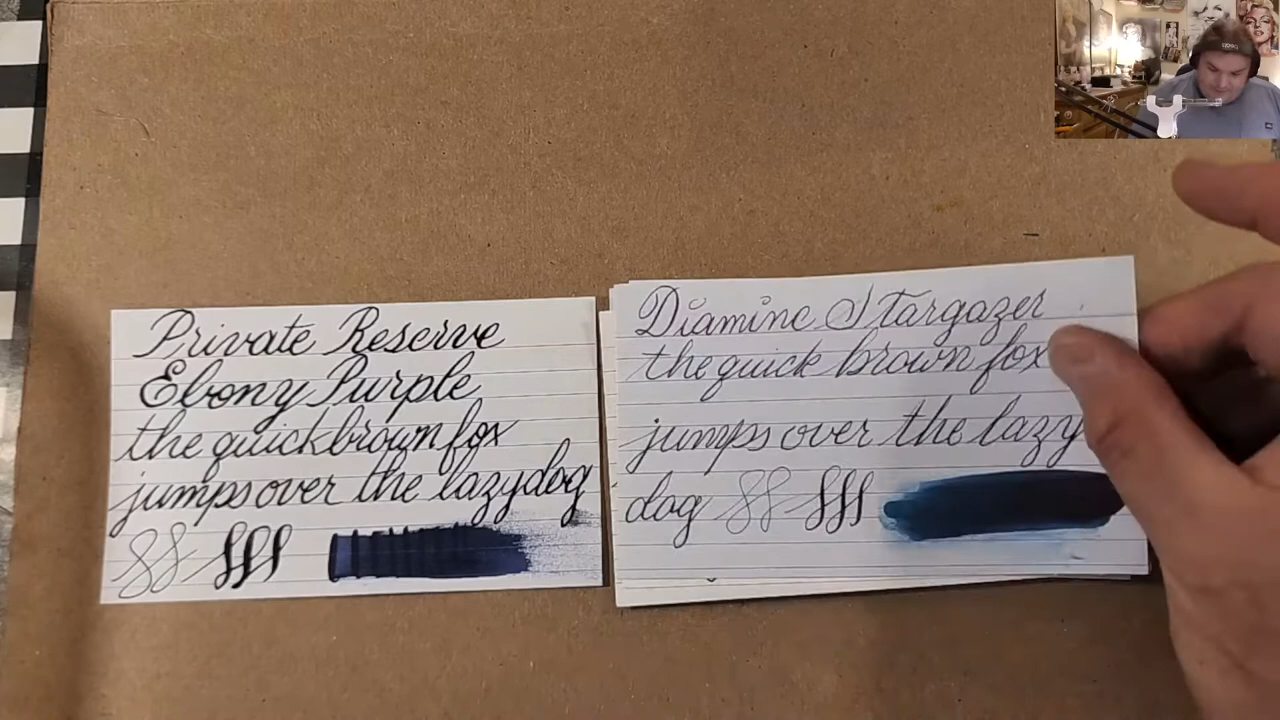 Private Reserve
Ebony Purple
the quick brown fox
jumps over the lazy dog
Diamine Stargazer
the quick brown fox
jumps over the lazy
dog